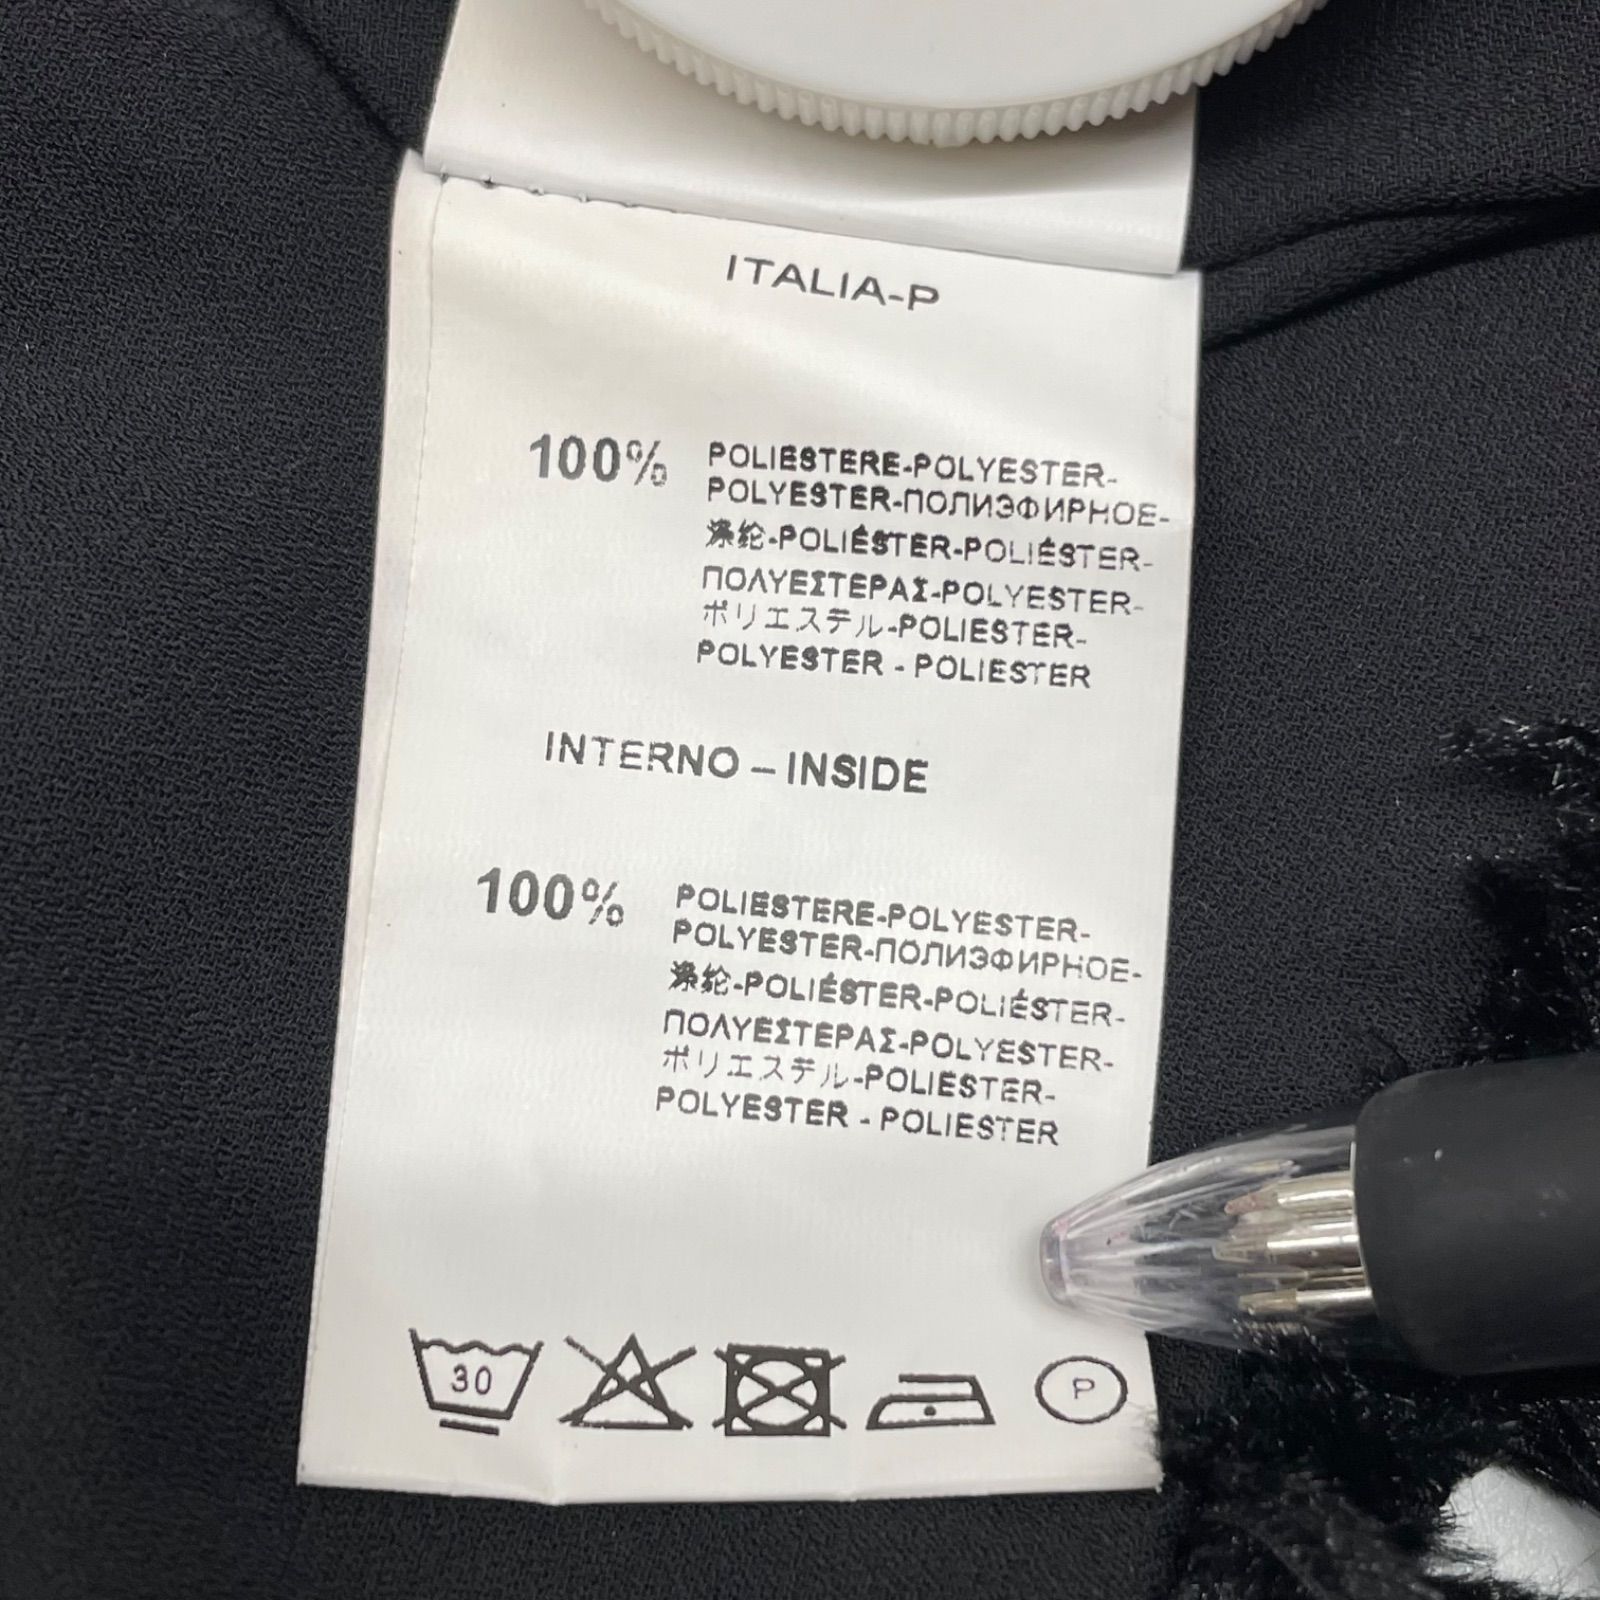 ITALIA-P
100% POLIESTERE-POLYESTER-
POLYESTER-ПОЛИЭФИРНОЕ-
涤纶-POLIÉSTER-POLIÉSTER-
ΠΟΛΥΕΣΤΕΡΑΣ-POLYESTER-
ポリエステル-POLIESTER-
POLYESTER - POLIESTER
INTERNO – INSIDE
100% POLIESTERE-POLYESTER-
POLYESTER-ПОЛИЭФИРНОЕ-
涤纶-POLIÉSTER-POLIÉSTER-
ΠΟΛΥΕΣΤΕΡΑΣ-POLYESTER-
ポリエステル-POLIESTER-
POLYESTER - POLIESTER
30 P